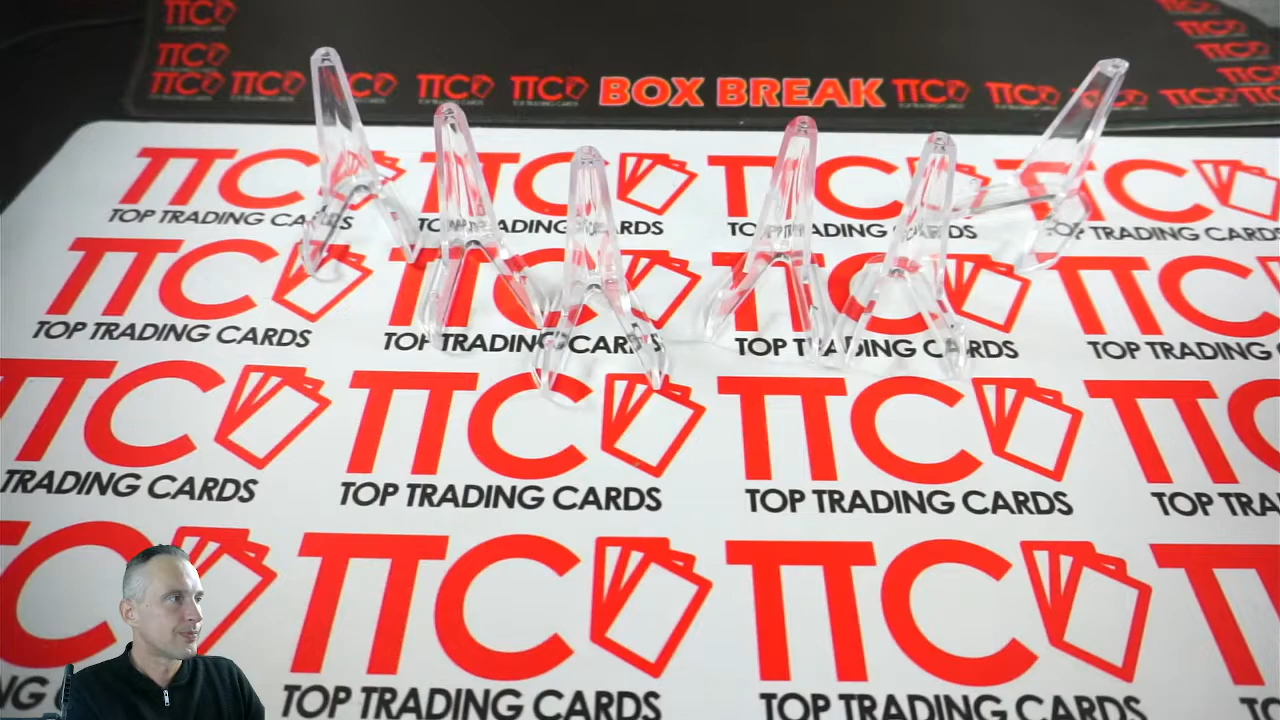 TTC
TTC
TTC TTC TTC TTC TTC BOX BREAK TTC TTC TTC TTC
TTC TTC TTC TTC
TOP TRADING CARDS TOP TRADING CARDS TOP TRADING CARDS TOP TRADING CARDS
TTC TTC TTC TTC
TOP TRADING CARDS TOP TRADING CARDS TOP TRADING CARDS TOP TRADING C
TTC TTC TTC TTC
TRADING CARDS TOP TRADING CARDS TOP TRADING CARDS TOP TRA
C TTC TTC TT
NG TOP TRADING CARDS TOP TRADING CARDS